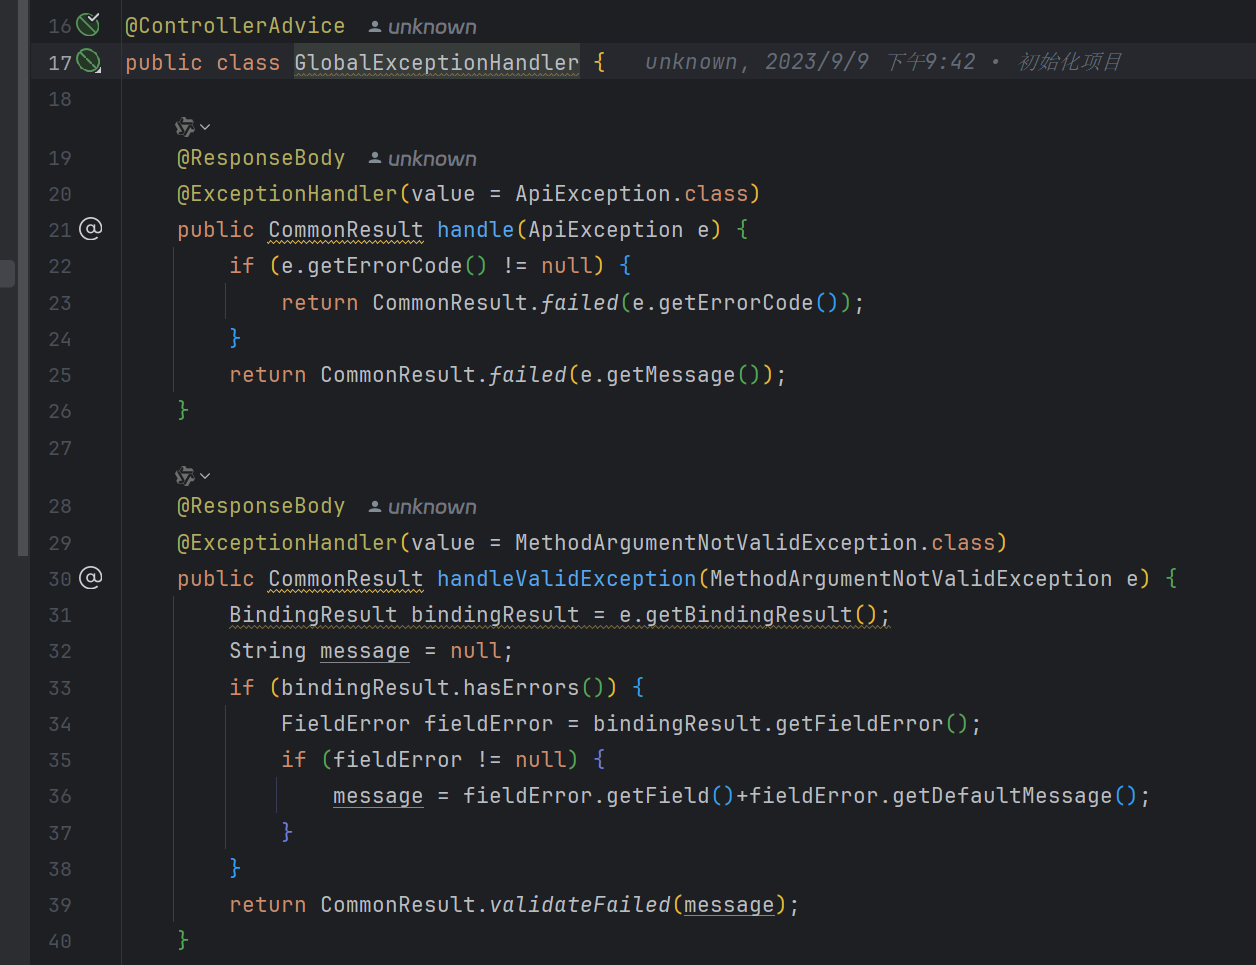 16 @ControllerAdvice unknown
17 public class GlobalExceptionHandler { unknown, 2023/9/9 下午9:42 • 初始化项目
18
19 @ResponseBody unknown
20 @ExceptionHandler(value = ApiException.class)
21 public CommonResult handle(ApiException e) {
22 if (e.getErrorCode() != null) {
23 return CommonResult.failed(e.getErrorCode());
24 }
25 return CommonResult.failed(e.getMessage());
26 }
27
28 @ResponseBody unknown
29 @ExceptionHandler(value = MethodArgumentNotValidException.class)
30 public CommonResult handleValidException(MethodArgumentNotValidException e) {
31 BindingResult bindingResult = e.getBindingResult();
32 String message = null;
33 if (bindingResult.hasErrors()) {
34 FieldError fieldError = bindingResult.getFieldError();
35 if (fieldError != null) {
36 message = fieldError.getField()+fieldError.getDefaultMessage();
37 }
38 }
39 return CommonResult.validateFailed(message);
40 }